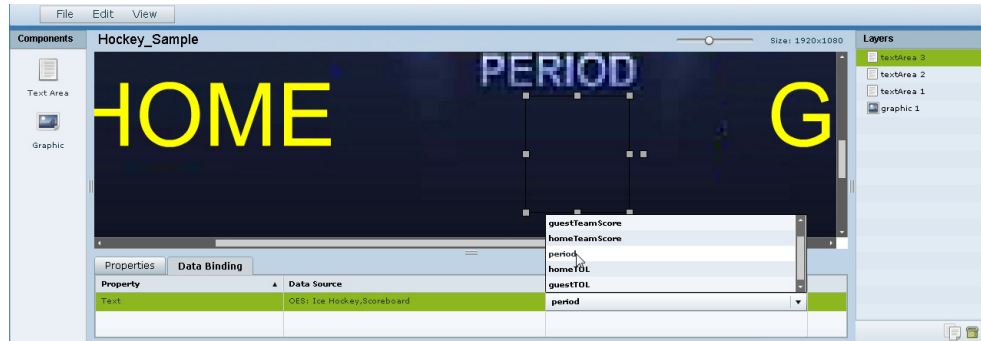 File Edit View
Components
Hockey_Sample
Size: 1920x1080
Layers
Text Area
Graphic
PERIOD
HOME
G
textArea 3
textArea 2
textArea 1
graphic 1
guestTeamScore
homeTeamScore
period
homeTOL
guestTOL
Properties Data Binding
Property Data Source
Text OES: Ice Hockey,Scoreboard period